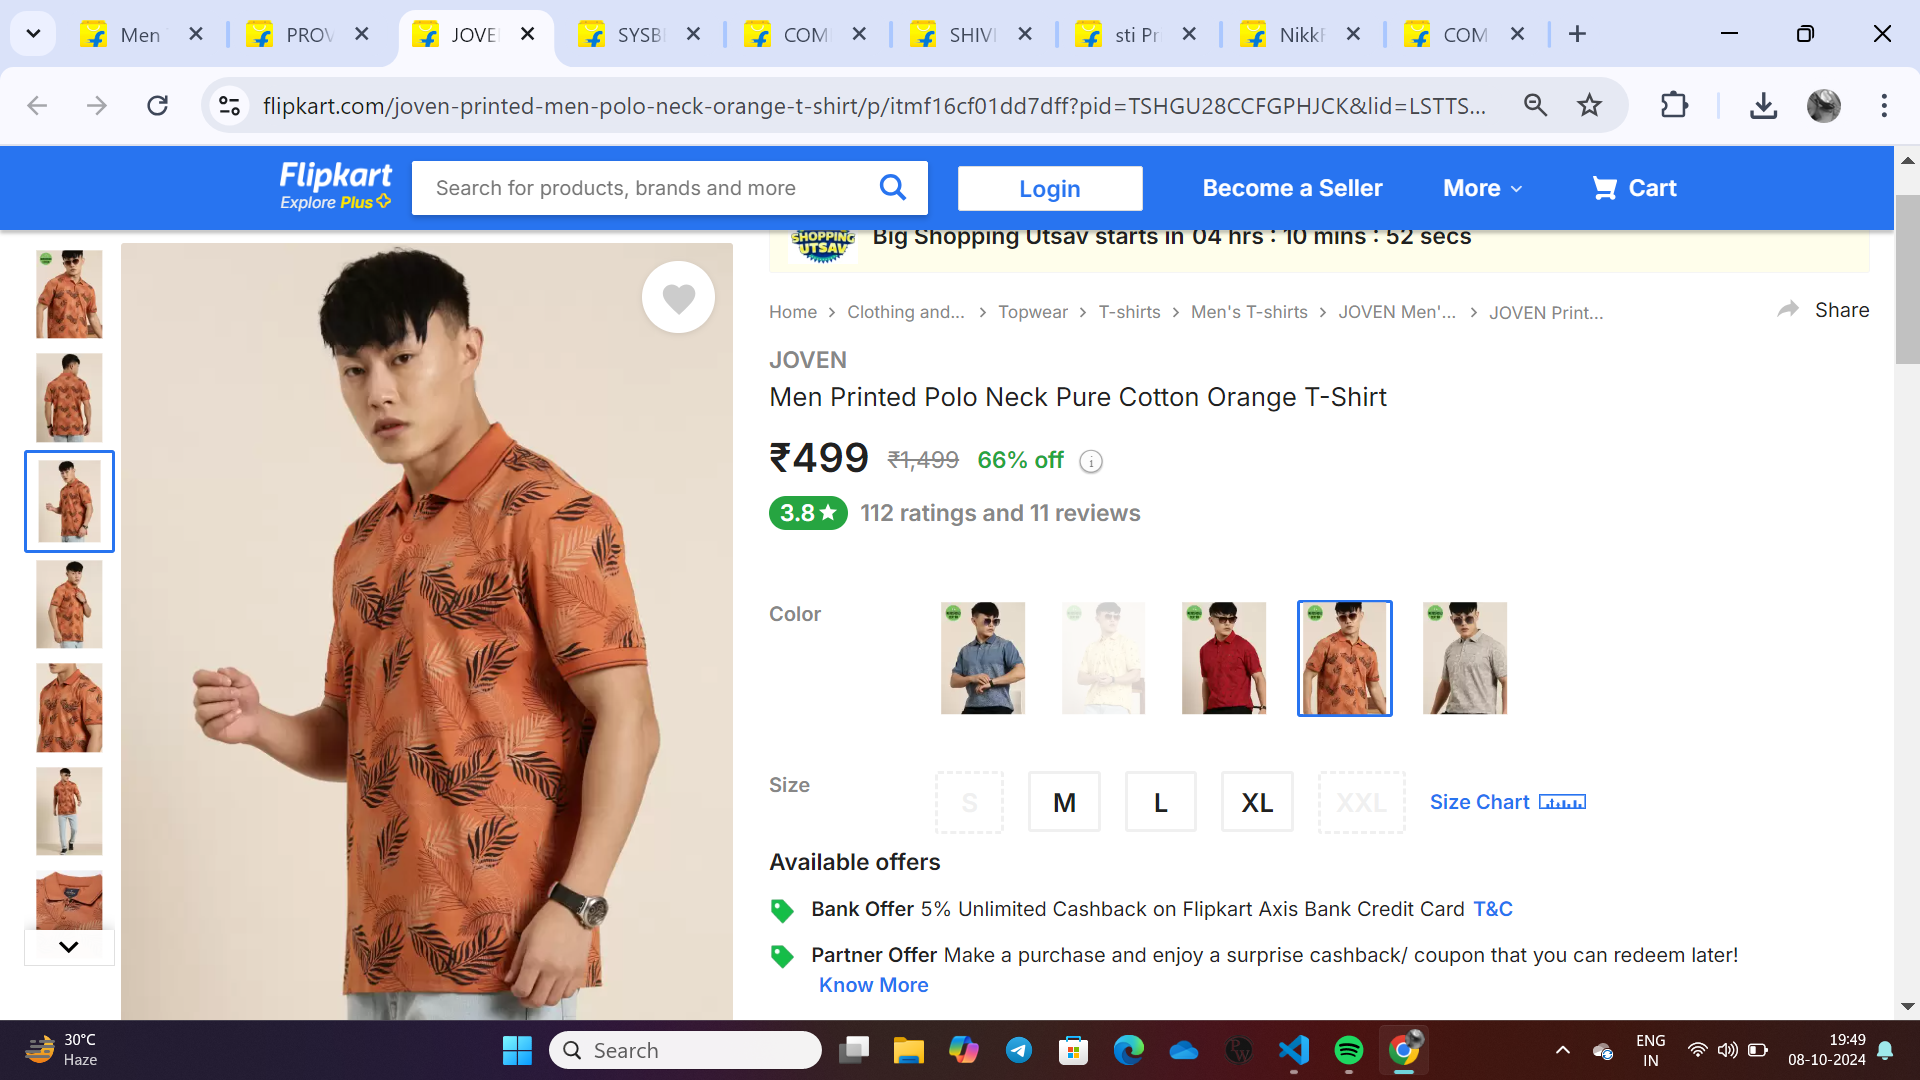 Men
PROV
JOVE
SYSB
COM
SHIVI
sti Pr
NikkF
COM
flipkart.com/joven-printed-men-polo-neck-orange-t-shirt/p/itmf16cf01dd7dff?pid=TSHGU28CCFGPHJCK&lid=LSTTS...
Flipkart
Explore Plus
Search for products, brands and more
Login
Become a Seller
More
Cart
SHOPPING
UTSAV
Big Shopping Utsav starts in 04 hrs : 10 mins : 52 secs
Home
Clothing and...
Topwear
T-shirts
Men's T-shirts
JOVEN Men'...
JOVEN Print...
Share
JOVEN
Men Printed Polo Neck Pure Cotton Orange T-Shirt
₹499 ₹1,499 66% off i
3.8★ 112 ratings and 11 reviews
Color
Size
S
M
L
XL
XXL
Size Chart
Available offers
Bank Offer 5% Unlimited Cashback on Flipkart Axis Bank Credit Card T&C
Partner Offer Make a purchase and enjoy a surprise cashback/ coupon that you can redeem later!
Know More
30°C
Haze
Search
ENG
IN
19:49
08-10-2024